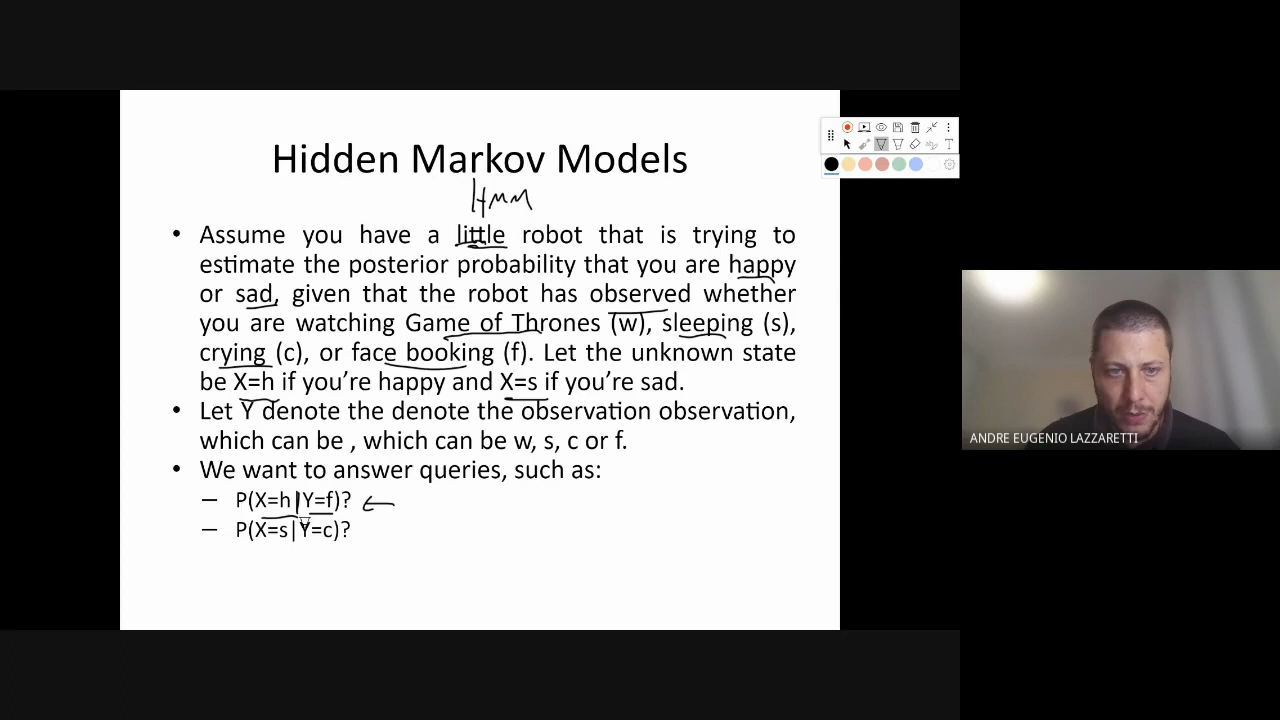 Hidden Markov Models
HMM
• Assume you have a little robot that is trying to
estimate the posterior probability that you are happy
or sad, given that the robot has observed whether
you are watching Game of Thrones (w), sleeping (s),
crying (c), or face booking (f). Let the unknown state
be X=h if you’re happy and X=s if you’re sad.
• Let Y denote the denote the observation observation,
which can be , which can be w, s, c or f.
• We want to answer queries, such as:
– P(X=h|Y=f)?
– P(X=s|Y=c)?
ANDRE EUGENIO LAZZARETTI